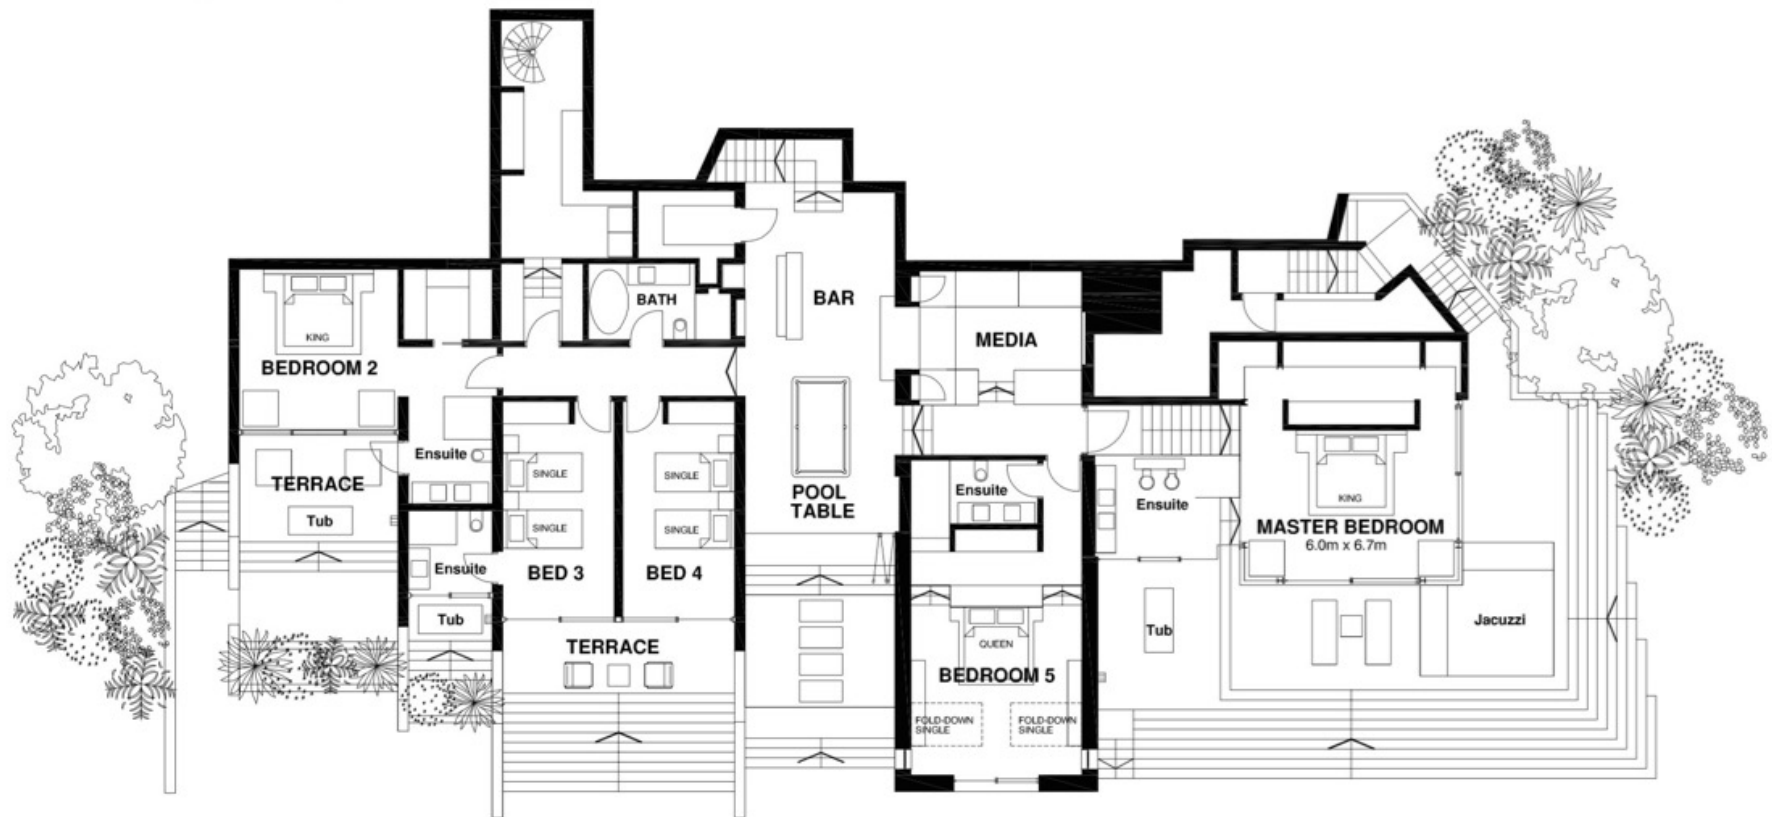 KING
BEDROOM 2
TERRACE
Tub
Ensuite
Ensuite
Tub
BATH
SINGLE
SINGLE
BED 3
SINGLE
SINGLE
BED 4
TERRACE
BAR
POOL
TABLE
MEDIA
Ensuite
QUEEN
BEDROOM 5
FOLD-DOWN
SINGLE
FOLD-DOWN
SINGLE
Ensuite
Tub
KING
MASTER BEDROOM
6.0m x 6.7m
Jacuzzi